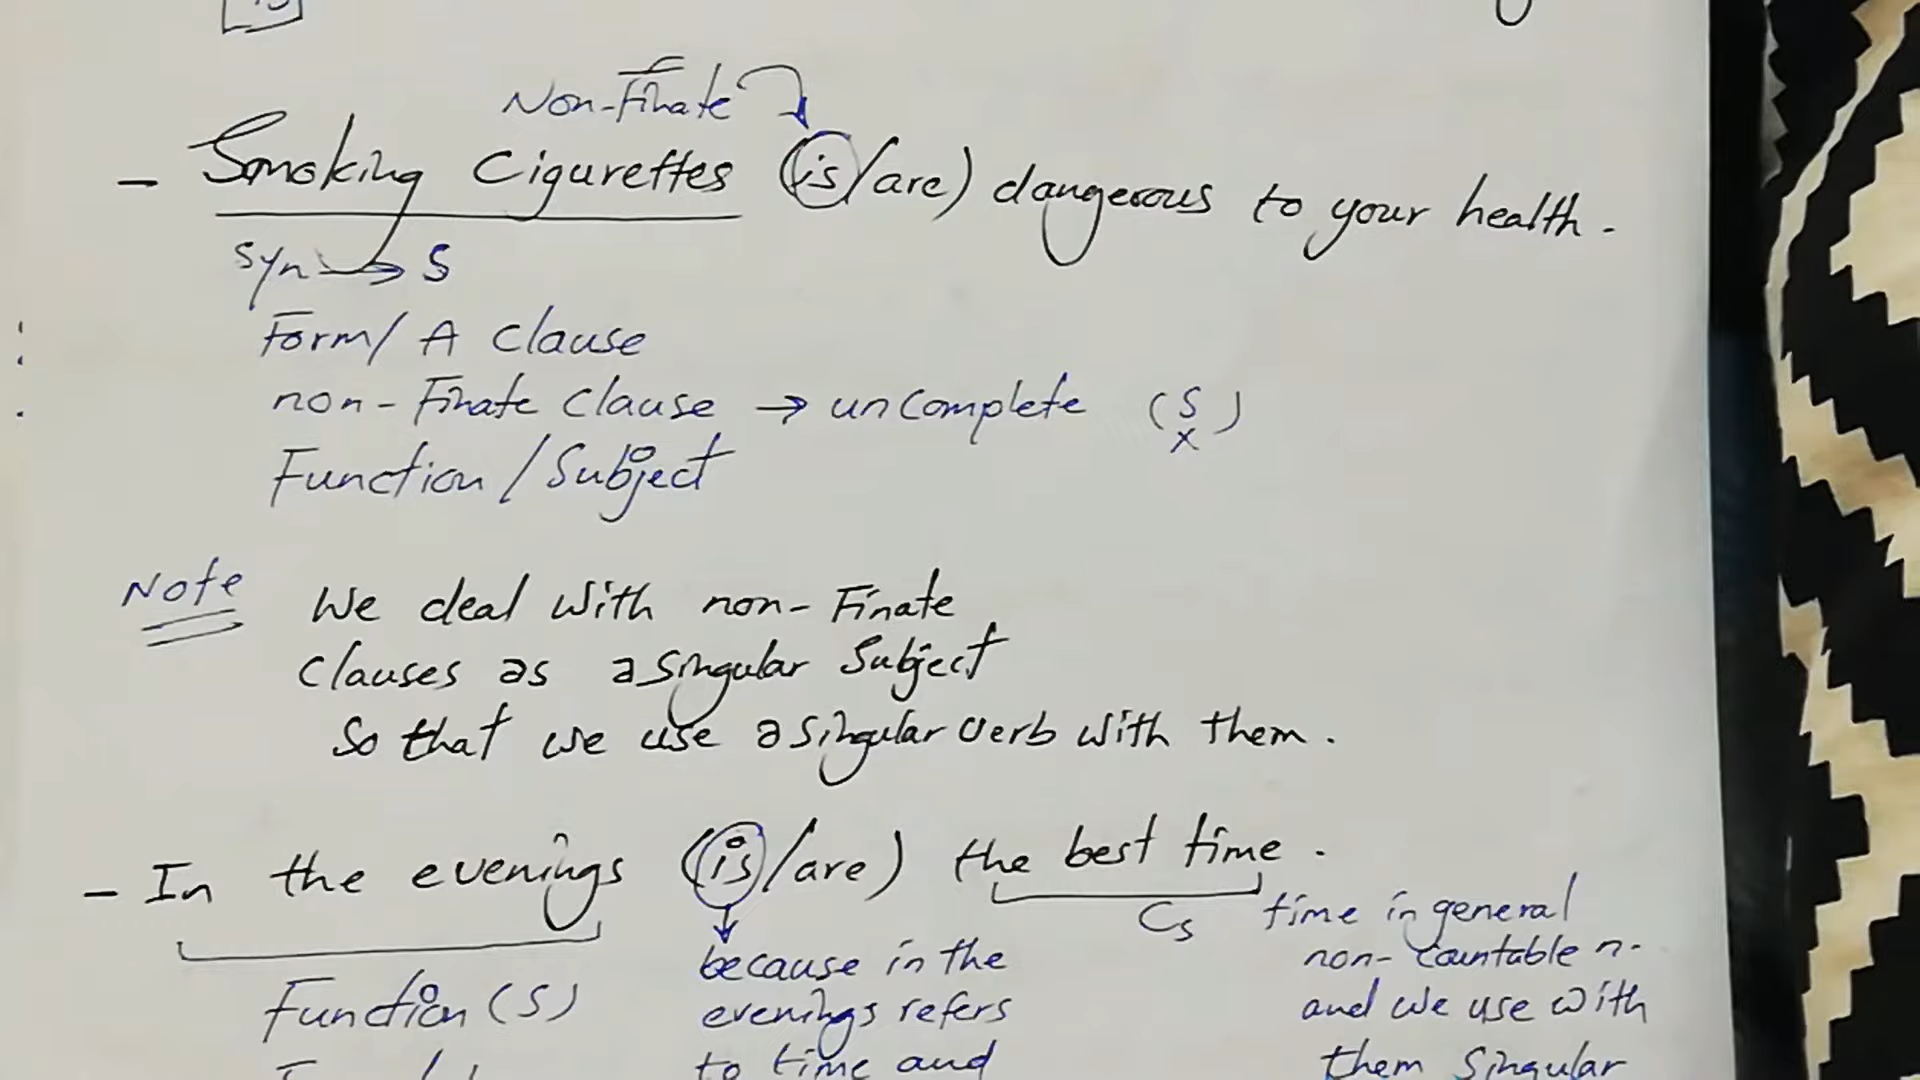 Non-Finate
- Smoking Cigurettes (is/are) dangerous to your health.
Syn → S
Form/ A Clause
non-Finate Clause → uncomplete (S x)
Function / Subject
Note We deal with non-Finate
Clauses as a singular Subject
So that we use a singular verb with them.
- In the evenings (is/are) the best time.
Cs
Function (S)
because in the
evenings refers
to time and
time in general
non-countable n.
and we use with
them singular